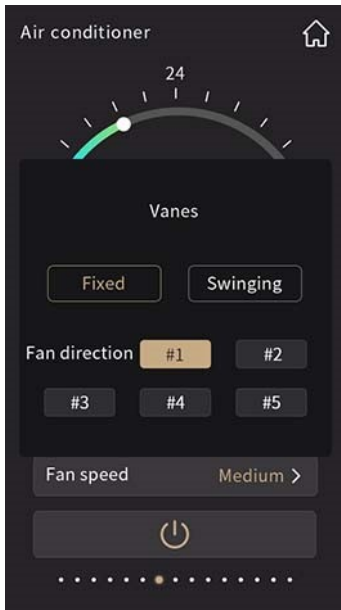 Air conditioner
24
Vanes
Fixed Swinging
Fan direction #1 #2
#3 #4 #5
Fan speed Medium >